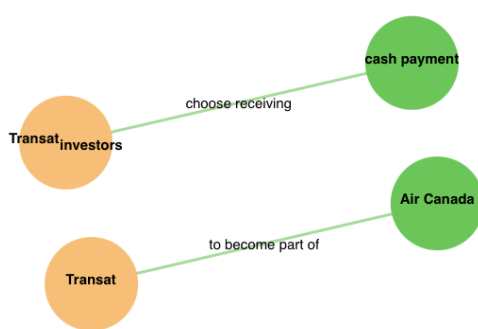 cash payment
choose receiving
Transat investors
Air Canada
to become part of
Transat